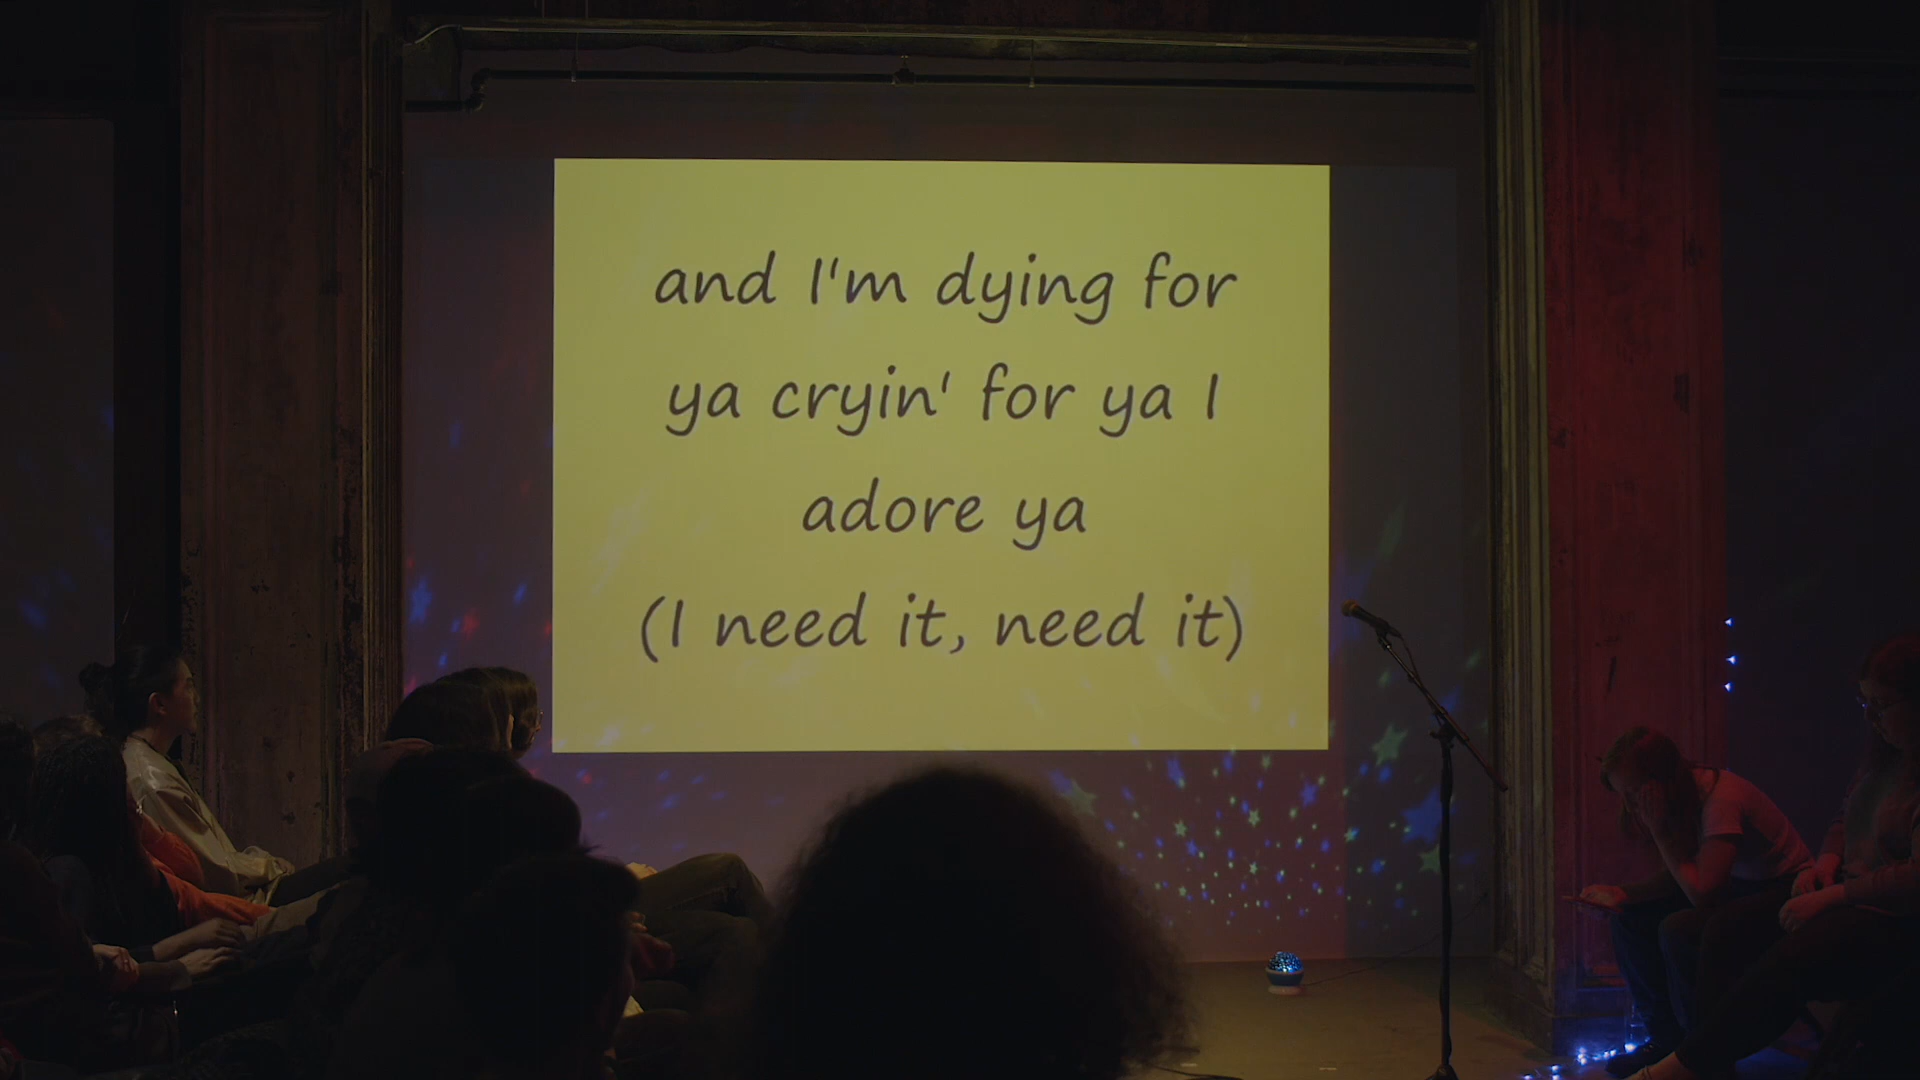 and I'm dying for
ya cryin' for ya I
adore ya
(I need it, need it)